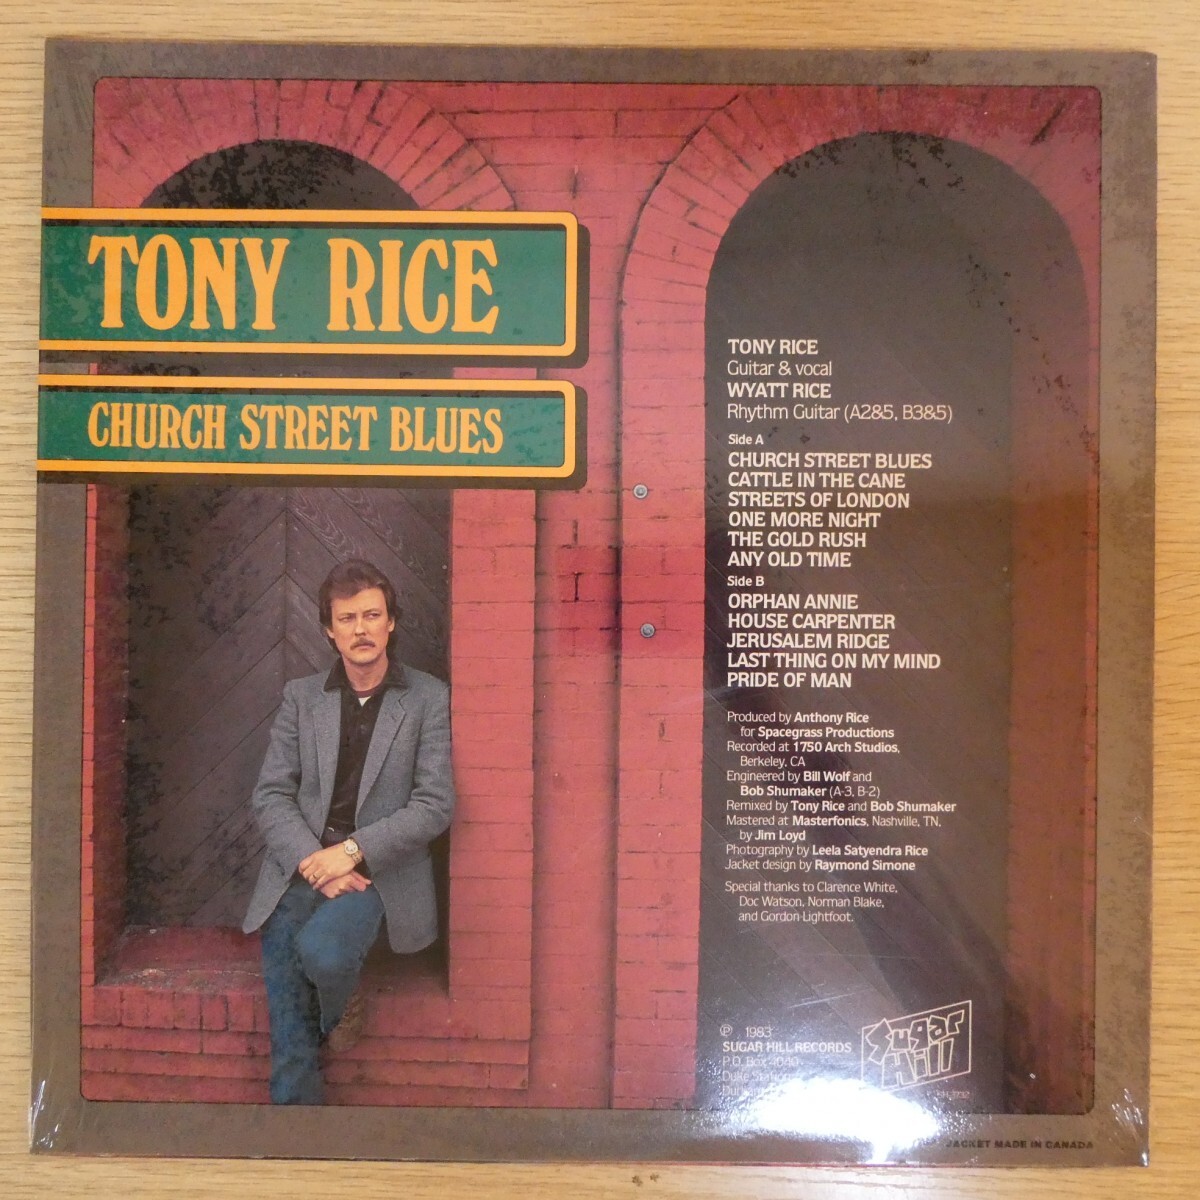 TONY RICE
CHURCH STREET BLUES
TONY RICE
Guitar & vocal
WYATT RICE
Rhythm Guitar (A2&5, B3&5)
Side A
CHURCH STREET BLUES
CATTLE IN THE CANE
STREETS OF LONDON
ONE MORE NIGHT
THE GOLD RUSH
ANY OLD TIME
Side B
ORPHAN ANNIE
HOUSE CARPENTER
JERUSALEM RIDGE
LAST THING ON MY MIND
PRIDE OF MAN
Produced by Anthony Rice
for Spacegrass Productions
Recorded at 1750 Arch Studios,
Berkeley, CA
Engineered by Bill Wolf and
Bob Shumaker (A-3, B-2)
Remixed by Tony Rice and Bob Shumaker
Mastered at Masterfonics, Nashville, TN,
by Jim Loyd
Photography by Leela Satyendra Rice
Jacket design by Raymond Simone
Special thanks to Clarence White,
Doc Watson, Norman Blake,
and Gordon Lightfoot.
℗ 1983
SUGAR HILL RECORDS
P.O. Box 4040
Duke
Sugar
Hill
JACKET MADE IN CANADA